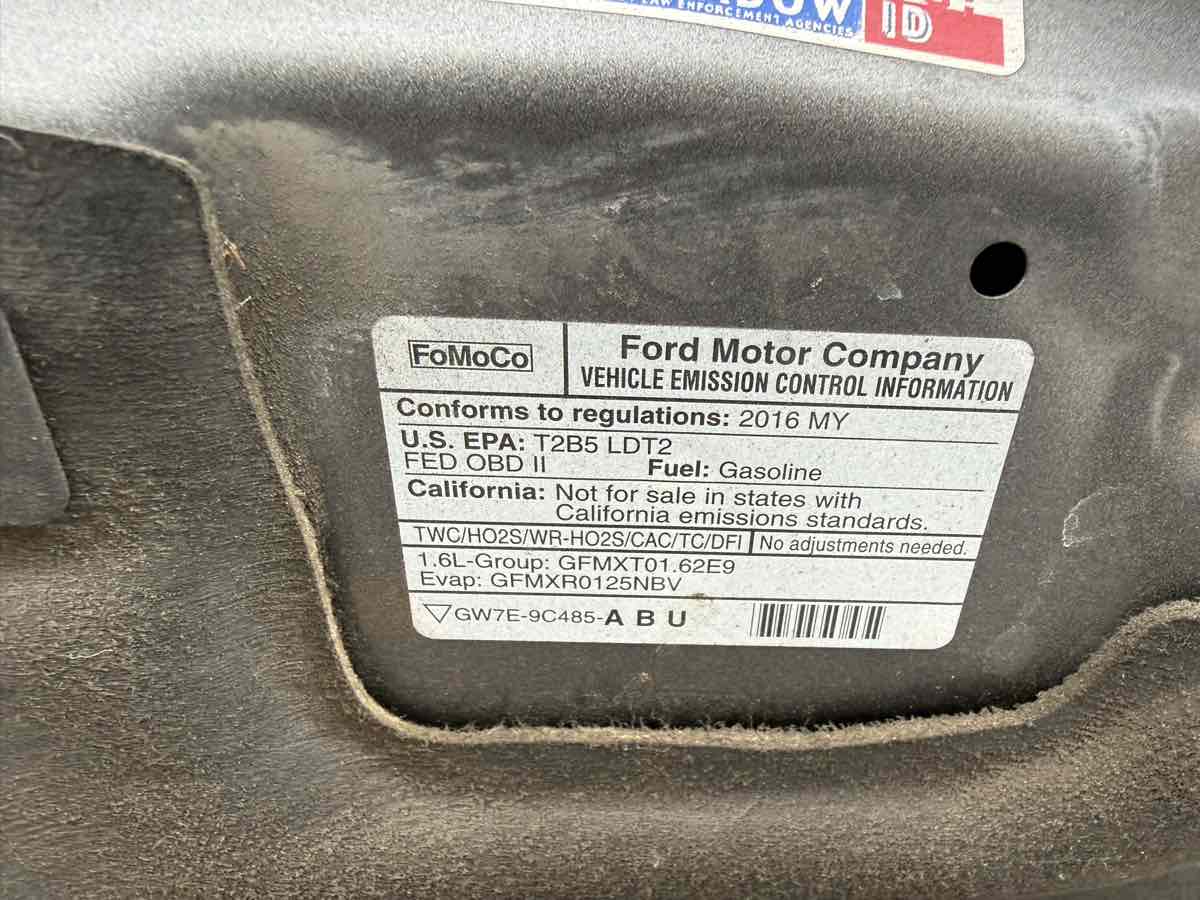 LAW ENFORCEMENT AGENCIES
ID
FoMoCo
Ford Motor Company
VEHICLE EMISSION CONTROL INFORMATION
Conforms to regulations: 2016 MY
U.S. EPA: T2B5 LDT2
FED OBD II Fuel: Gasoline
California: Not for sale in states with
California emissions standards.
TWC/HO2S/WR-HO2S/CAC/TC/DFI No adjustments needed.
1.6L-Group: GFMXT01.62E9
Evap: GFMXR0125NBV
GW7E-9C485-A B U